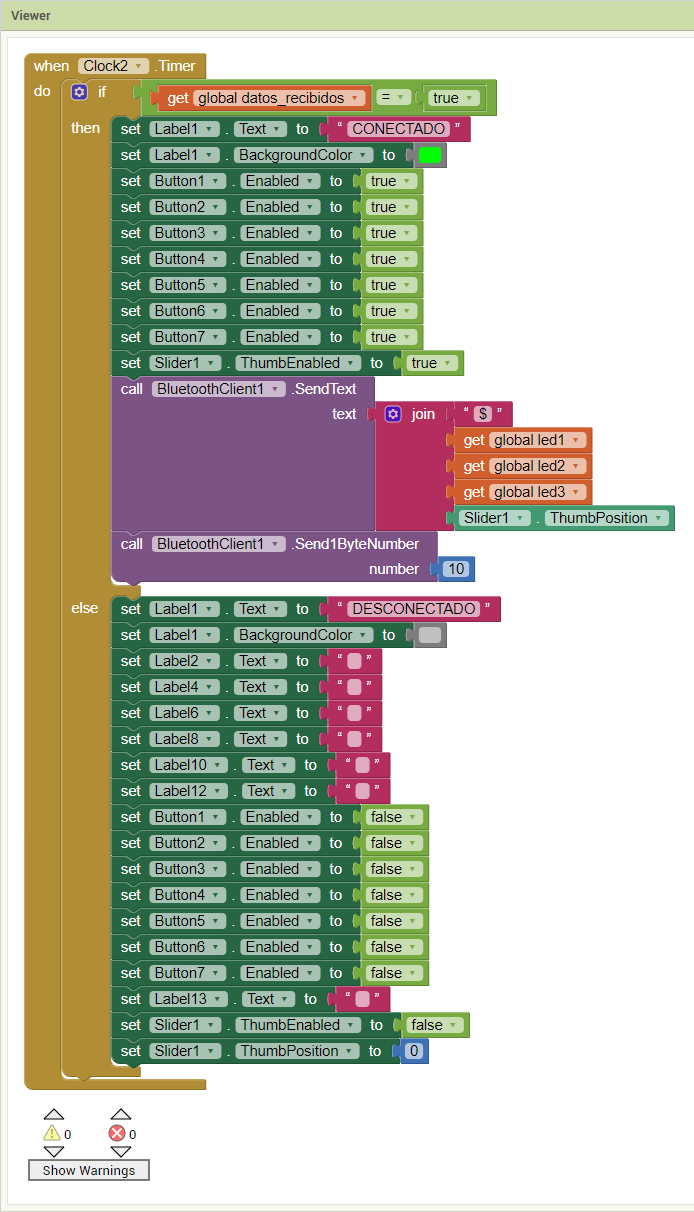 Viewer
when Clock2 .Timer
do if get global datos_recibidos = true
then set Label1 . Text to “ CONECTADO ”
set Label1 . BackgroundColor to
set Button1 . Enabled to true
set Button2 . Enabled to true
set Button3 . Enabled to true
set Button4 . Enabled to true
set Button5 . Enabled to true
set Button6 . Enabled to true
set Button7 . Enabled to true
set Slider1 . ThumbEnabled to true
call BluetoothClient1 .SendText
text join “ $ ”
get global led1
get global led2
get global led3
Slider1 . ThumbPosition
call BluetoothClient1 .Send1ByteNumber
number 10
else set Label1 . Text to “ DESCONECTADO ”
set Label1 . BackgroundColor to
set Label2 . Text to “ ”
set Label4 . Text to “ ”
set Label6 . Text to “ ”
set Label8 . Text to “ ”
set Label10 . Text to “ ”
set Label12 . Text to “ ”
set Button1 . Enabled to false
set Button2 . Enabled to false
set Button3 . Enabled to false
set Button4 . Enabled to false
set Button5 . Enabled to false
set Button6 . Enabled to false
set Button7 . Enabled to false
set Label13 . Text to “ ”
set Slider1 . ThumbEnabled to false
set Slider1 . ThumbPosition to 0
0 0
Show Warnings